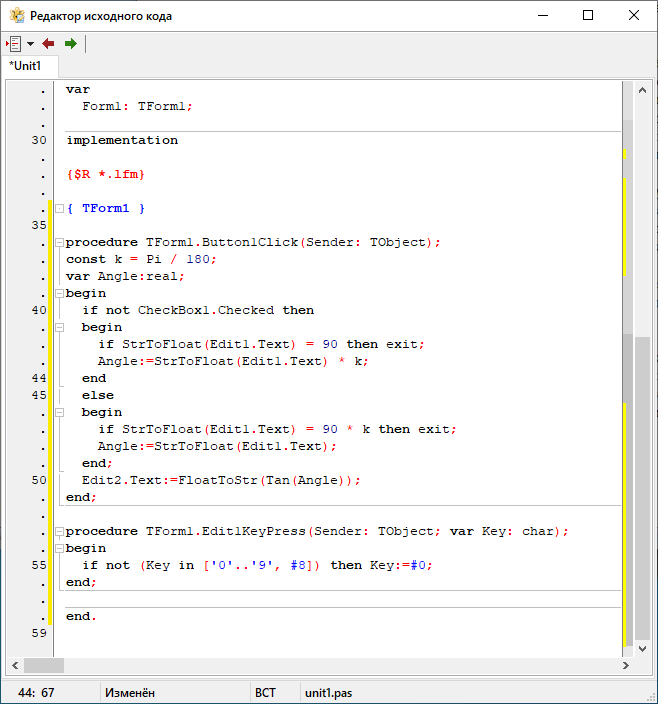 Редактор исходного кода
*Unit1
. var
. Form1: TForm1;
.
30 implementation
.
. {$R *.lfm}
.
. { TForm1 }
35
. procedure TForm1.Button1Click(Sender: TObject);
. const k = Pi / 180;
. var Angle:real;
. begin
40 if not CheckBox1.Checked then
. begin
. if StrToFloat(Edit1.Text) = 90 then exit;
. Angle:=StrToFloat(Edit1.Text) * k;
44 end
45 else
. begin
. if StrToFloat(Edit1.Text) = 90 * k then exit;
. Angle:=StrToFloat(Edit1.Text);
. end;
50 Edit2.Text:=FloatToStr(Tan(Angle));
. end;
.
. procedure TForm1.Edit1KeyPress(Sender: TObject; var Key: char);
. begin
55 if not (Key in ['0'..'9', #8]) then Key:=#0;
. end;
.
. end.
59
44: 67 Изменён ВСТ unit1.pas